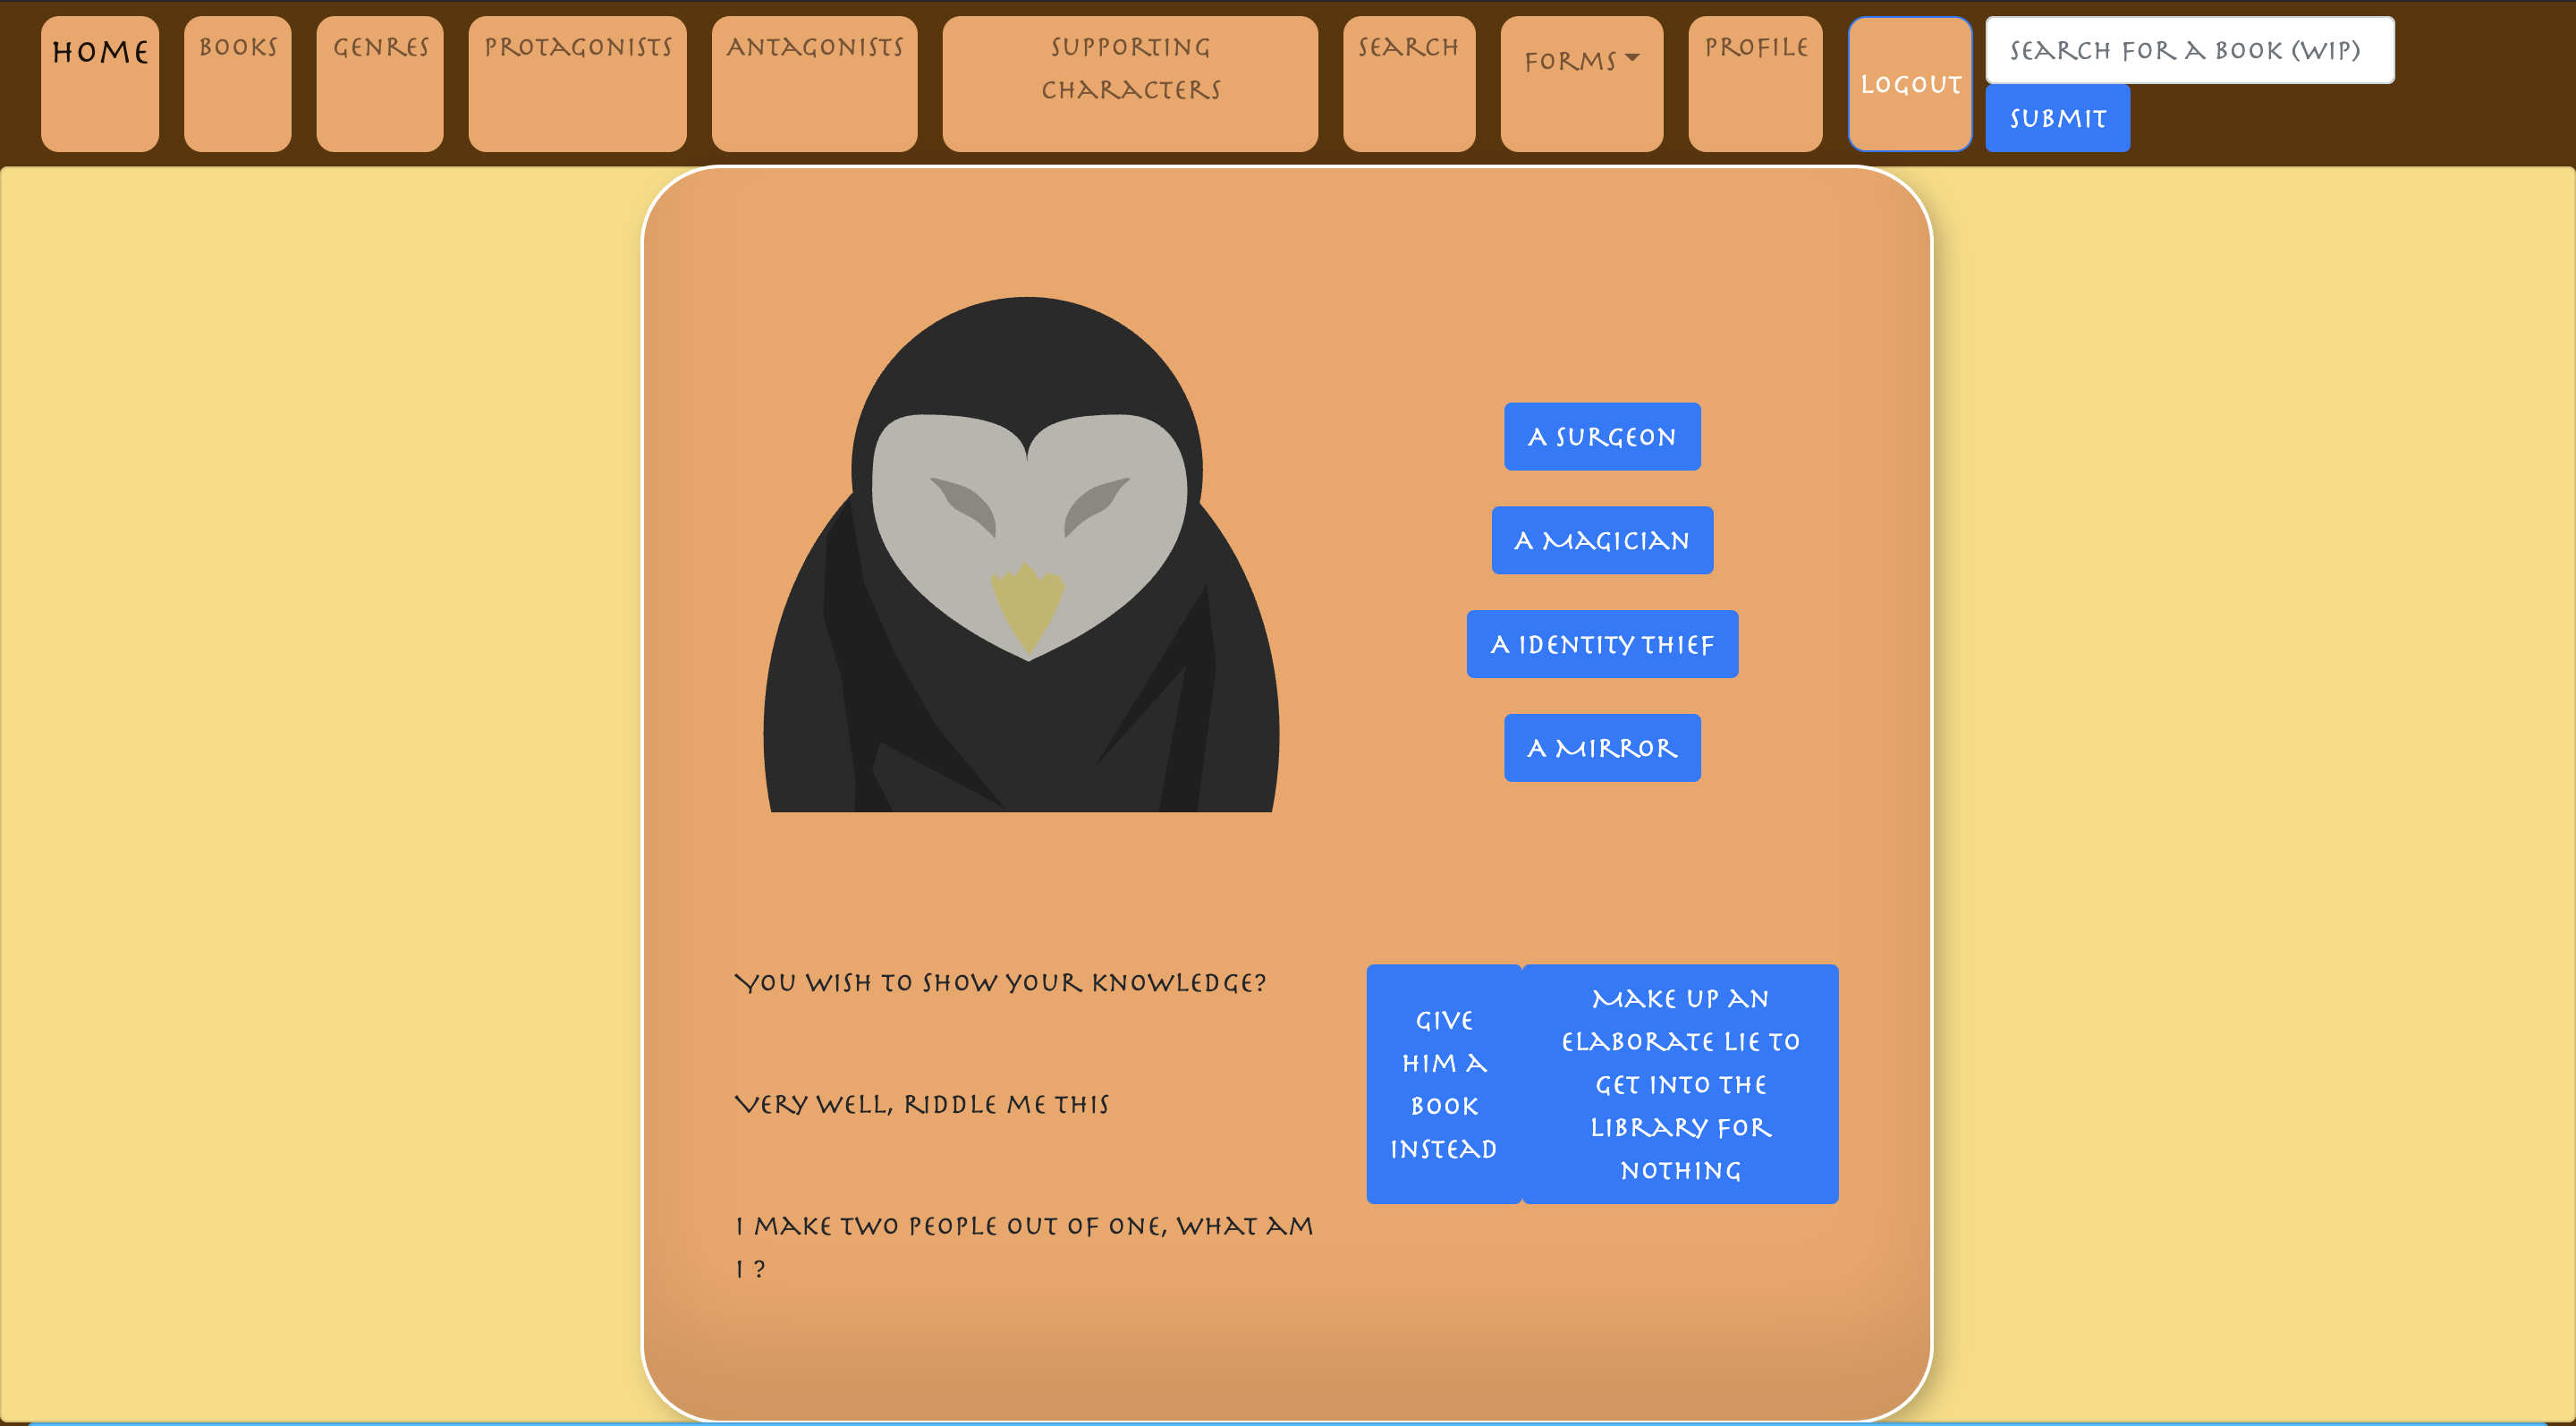 HOME
BOOKS
GENRES
PROTAGONISTS
ANTAGONISTS
SUPPORTING
CHARACTERS
SEARCH
FORMS
PROFILE
LOGOUT
SEARCH FOR A BOOK (WIP)
SUBMIT
A SURGEON
A MAGICIAN
A IDENTITY THIEF
A MIRROR
YOU WISH TO SHOW YOUR KNOWLEDGE?
VERY WELL, RIDDLE ME THIS
I MAKE TWO PEOPLE OUT OF ONE, WHAT AM
I ?
GIVE
HIM A
BOOK
INSTEAD
MAKE UP AN
ELABORATE LIE TO
GET INTO THE
LIBRARY FOR
NOTHING